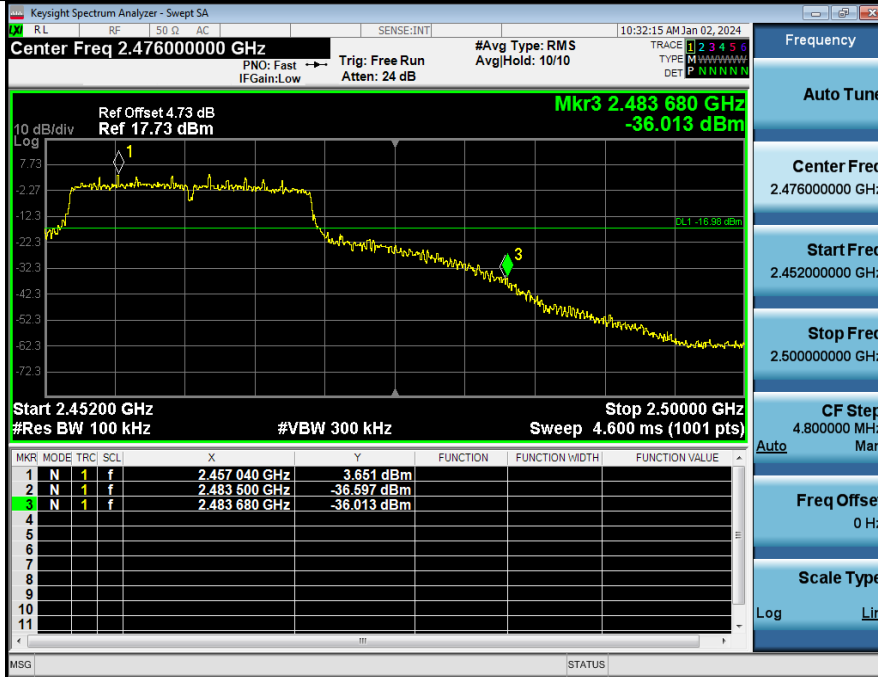 Keysight Spectrum Analyzer - Swept SA
LXI RL RF 50 Ω AC SENSE:INT 10:32:15 AM Jan 02, 2024
Center Freq 2.476000000 GHz #Avg Type: RMS TRACE 1 2 3 4 5 6
PNO: Fast Trig: Free Run Avg|Hold: 10/10 TYPE M WWWWW
IFGain:Low Atten: 24 dB DET P N N N N N
Mkr3 2.483 680 GHz
-36.013 dBm
Ref Offset 4.73 dB
10 dB/div Ref 17.73 dBm
Log
1
7.73
-2.27
-12.3
DL1 -16.98 dBm
-22.3
3
-32.3
-42.3
-52.3
-62.3
-72.3
Start 2.45200 GHz Stop 2.50000 GHz
#Res BW 100 kHz #VBW 300 kHz Sweep 4.600 ms (1001 pts)
MKR MODE TRC SCL X Y FUNCTION FUNCTION WIDTH FUNCTION VALUE
1 N 1 f 2.457 040 GHz 3.651 dBm
2 N 1 f 2.483 500 GHz -36.597 dBm
3 N 1 f 2.483 680 GHz -36.013 dBm
4
5
6
7
8
9
10
11
MSG STATUS
Frequency
Auto Tune
Center Freq
2.476000000 GHz
Start Freq
2.452000000 GHz
Stop Freq
2.500000000 GHz
CF Step
4.800000 MHz
Auto Man
Freq Offset
0 Hz
Scale Type
Log Lin